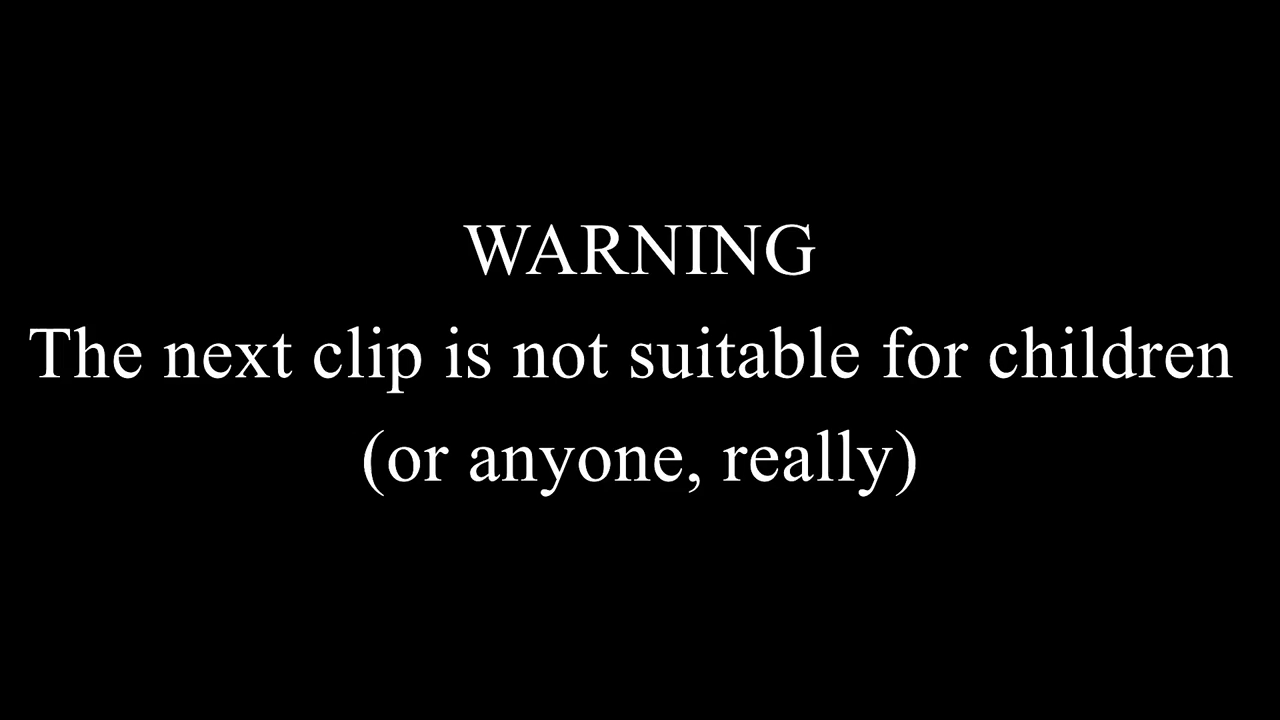 WARNING
The next clip is not suitable for children
(or anyone, really)